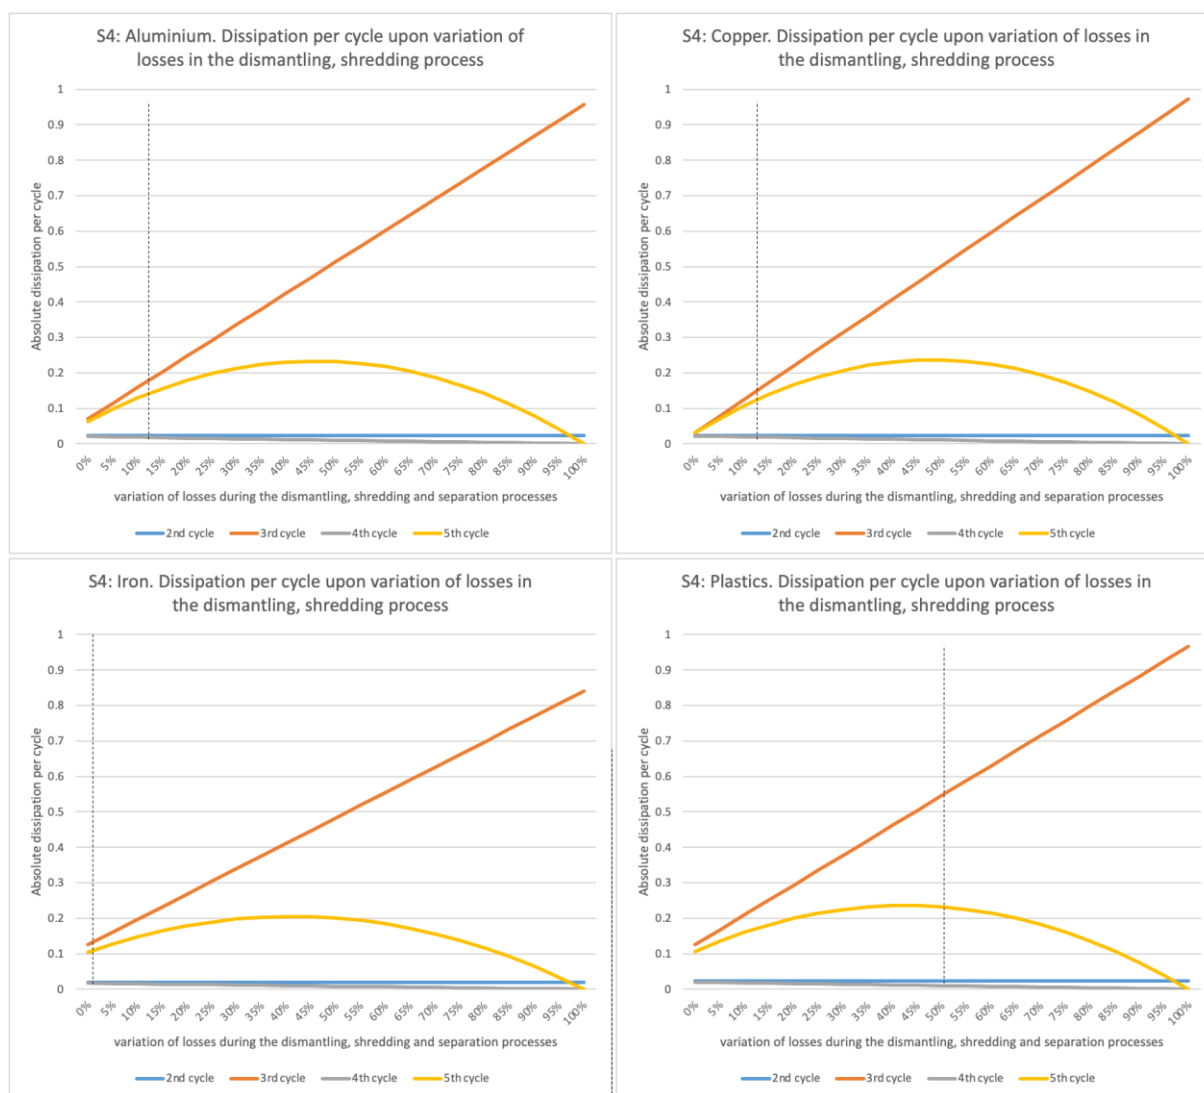 S4: Aluminium. Dissipation per cycle upon variation of
losses in the dismantling, shredding process
Absolute dissipation per cycle
1
0.9
0.8
0.7
0.6
0.5
0.4
0.3
0.2
0.1
0
0% 5% 10% 15% 20% 25% 30% 35% 40% 45% 50% 55% 60% 65% 70% 75% 80% 85% 90% 95% 100%
variation of losses during the dismantling, shredding and separation processes
2nd cycle 3rd cycle 4th cycle 5th cycle
S4: Copper. Dissipation per cycle upon variation of losses in
the dismantling, shredding process
Absolute dissipation per cycle
1
0.9
0.8
0.7
0.6
0.5
0.4
0.3
0.2
0.1
0
0% 5% 10% 15% 20% 25% 30% 35% 40% 45% 50% 55% 60% 65% 70% 75% 80% 85% 90% 95% 100%
variation of losses during the dismantling, shredding and separation processes
2nd cycle 3rd cycle 4th cycle 5th cycle
S4: Iron. Dissipation per cycle upon variation of losses in
the dismantling, shredding process
Absolute dissipation per cycle
1
0.9
0.8
0.7
0.6
0.5
0.4
0.3
0.2
0.1
0
0% 5% 10% 15% 20% 25% 30% 35% 40% 45% 50% 55% 60% 65% 70% 75% 80% 85% 90% 95% 100%
variation of losses during the dismantling, shredding and separation processes
2nd cycle 3rd cycle 4th cycle 5th cycle
S4: Plastics. Dissipation per cycle upon variation of losses in
the dismantling, shredding process
Absolute dissipation per cycle
1
0.9
0.8
0.7
0.6
0.5
0.4
0.3
0.2
0.1
0
0% 5% 10% 15% 20% 25% 30% 35% 40% 45% 50% 55% 60% 65% 70% 75% 80% 85% 90% 95% 100%
variation of losses during the dismantling, shredding and separation processes
2nd cycle 3rd cycle 4th cycle 5th cycle